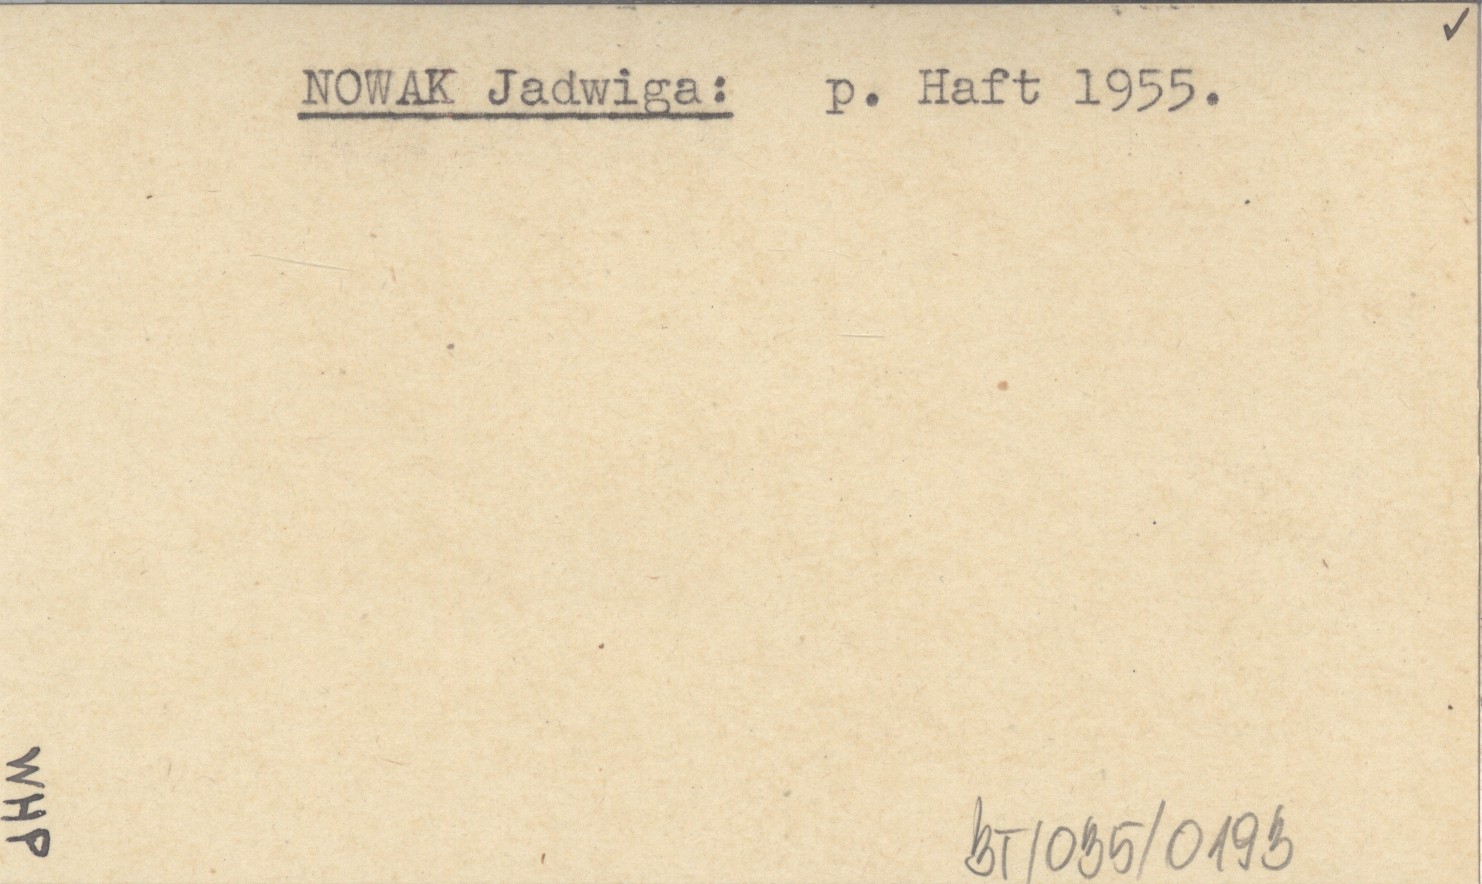 ✓
NOWAK Jadwiga: p. Haft 1955.
WHP
BT/035/0193